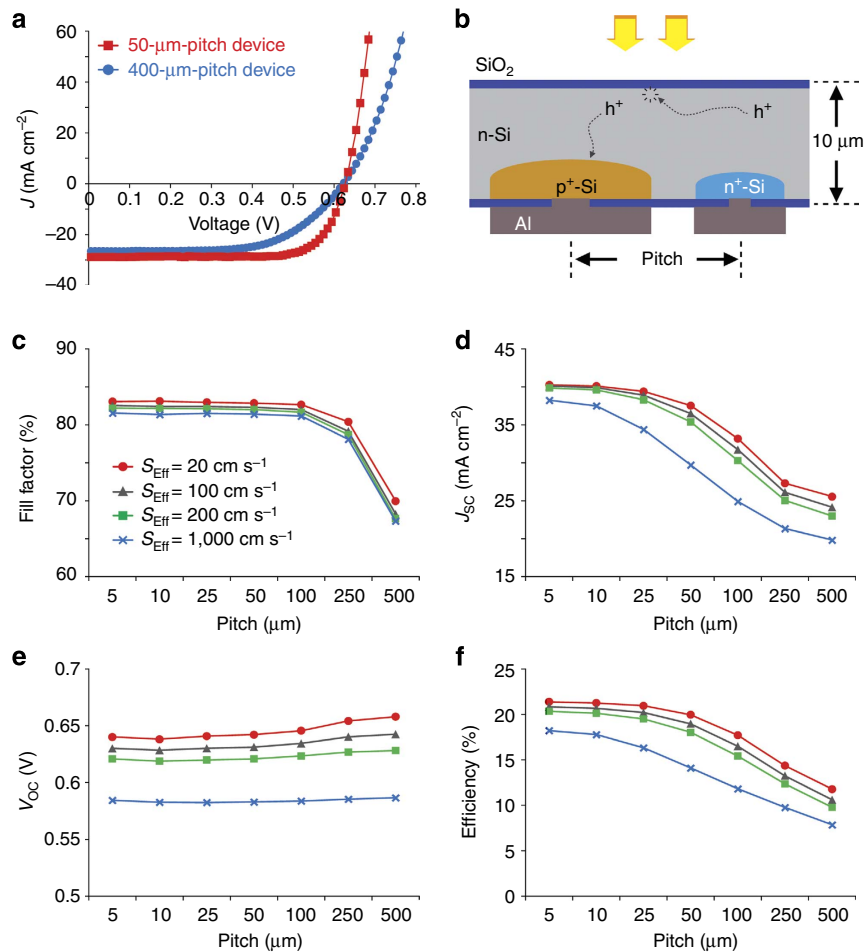 a
60
40
20
0
−20
−40
J (mA cm−2)
50-μm-pitch device
400-μm-pitch device
0 0.1 0.2 0.3 0.4 0.5 0.6 0.7 0.8
Voltage (V)
b
SiO2
n-Si
h+
h+
10 μm
p+-Si
n+-Si
Al
Pitch
c
90
80
70
60
Fill factor (%)
SEff = 20 cm s−1
SEff = 100 cm s−1
SEff = 200 cm s−1
SEff = 1,000 cm s−1
5 10 25 50 100 250 500
Pitch (μm)
d
45
35
25
15
JSC (mA cm−2)
5 10 25 50 100 250 500
Pitch (μm)
e
0.7
0.65
0.6
0.55
0.5
VOC (V)
5 10 25 50 100 250 500
Pitch (μm)
f
25
20
15
10
5
0
Efficiency (%)
5 10 25 50 100 250 500
Pitch (μm)